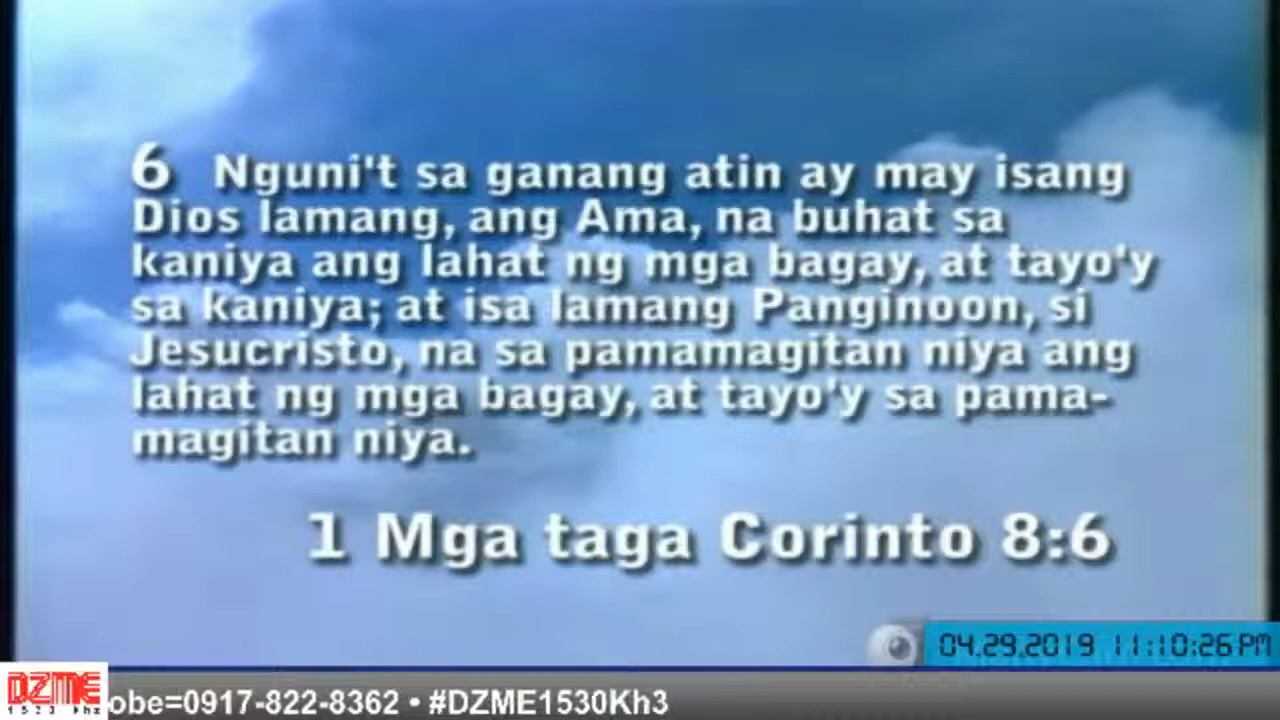 6 Nguni't sa ganang atin ay may isang
Dios lamang, ang Ama, na buhat sa
kaniya ang lahat ng mga bagay, at tayo'y
sa kaniya; at isa lamang Panginoon, si
Jesucristo, na sa pamamagitan niya ang
lahat ng mga bagay, at tayo'y sa pama-
magitan niya.
1 Mga taga Corinto 8:6
04.29.2019 11:10:26 PM
DZME
1530 khz
obe=0917-822-8362 • #DZME1530Kh3